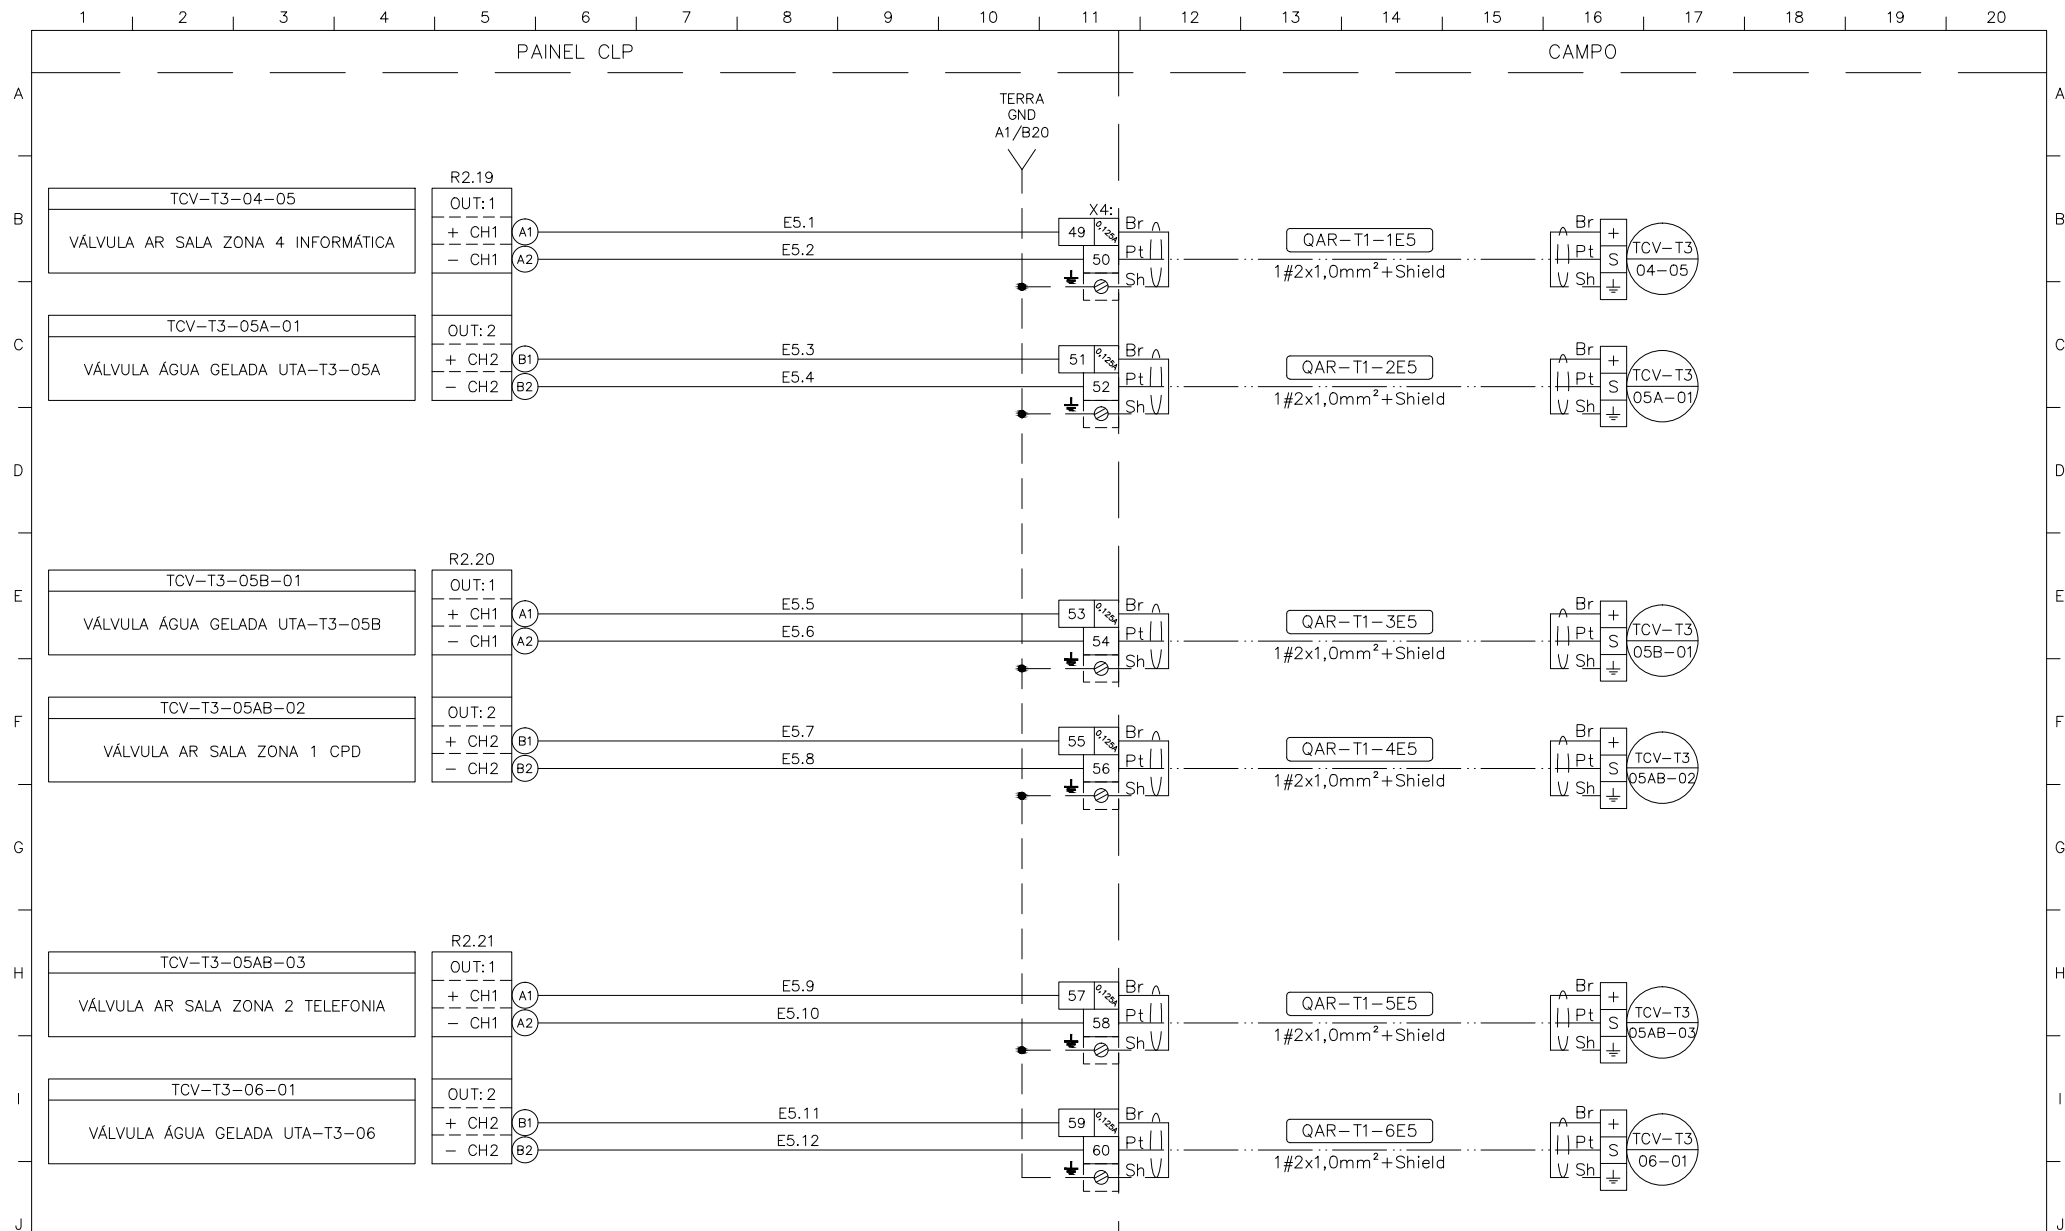 1 2 3 4 5 6 7 8 9 10 11 12 13 14 15 16 17 18 19 20
PAINEL CLP CAMPO
A A
TERRA
GND
A1/B20
R2.19
TCV-T3-04-05 OUT:1 X4:
B B
VÁLVULA AR SALA ZONA 4 INFORMÁTICA
+ CH1 A1 E5.1 49 0,125A Br QAR-T1-1E5 Br + TCV-T3
- CH1 A2 E5.2 50 Pt 1#2x1,0mm²+Shield Pt S 04-05
Sh Sh
TCV-T3-05A-01 OUT:2
C C
VÁLVULA ÁGUA GELADA UTA-T3-05A
+ CH2 B1 E5.3 51 0,125A Br QAR-T1-2E5 Br + TCV-T3
- CH2 B2 E5.4 52 Pt 1#2x1,0mm²+Shield Pt S 05A-01
Sh Sh
D D
R2.20
TCV-T3-05B-01 OUT:1
E E
VÁLVULA ÁGUA GELADA UTA-T3-05B
+ CH1 A1 E5.5 53 0,125A Br QAR-T1-3E5 Br + TCV-T3
- CH1 A2 E5.6 54 Pt 1#2x1,0mm²+Shield Pt S 05B-01
Sh Sh
TCV-T3-05AB-02 OUT:2
F F
VÁLVULA AR SALA ZONA 1 CPD
+ CH2 B1 E5.7 55 0,125A Br QAR-T1-4E5 Br + TCV-T3
- CH2 B2 E5.8 56 Pt 1#2x1,0mm²+Shield Pt S 05AB-02
Sh Sh
G G
R2.21
TCV-T3-05AB-03 OUT:1
H H
VÁLVULA AR SALA ZONA 2 TELEFONIA
+ CH1 A1 E5.9 57 0,125A Br QAR-T1-5E5 Br + TCV-T3
- CH1 A2 E5.10 58 Pt 1#2x1,0mm²+Shield Pt S 05AB-03
Sh Sh
TCV-T3-06-01 OUT:2
I I
VÁLVULA ÁGUA GELADA UTA-T3-06
+ CH2 B1 E5.11 59 0,125A Br QAR-T1-6E5 Br + TCV-T3
- CH2 B2 E5.12 60 Pt 1#2x1,0mm²+Shield Pt S 06-01
Sh Sh
J J